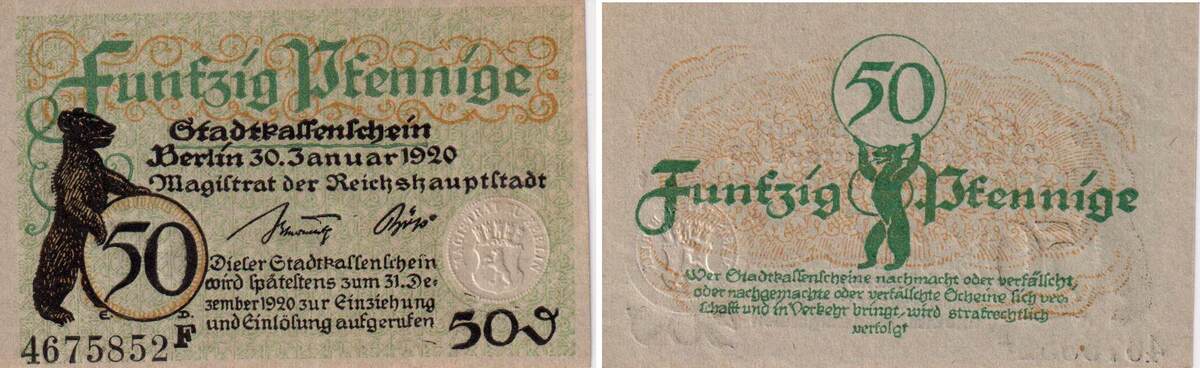 Funfzig Pfennige
Stadtkassenschein
Berlin 30. Januar 1920
Magistrat der Reichshauptstadt
50
Dieser Stadtkassenschein
wird spätestens zum 31. De=
zember 1920 zur Einziehung
und Einlösung aufgerufen
MAGISTRAT BERLIN
E. D.
50 ₰
4675852 F
50
Funfzig Pfennige
Wer Stadtkassenscheine nachmacht oder verfälscht,
oder nachgemachte oder verfälschte Scheine sich ver=
schafft und in Verkehr bringt, wird strafrechtlich
verfolgt